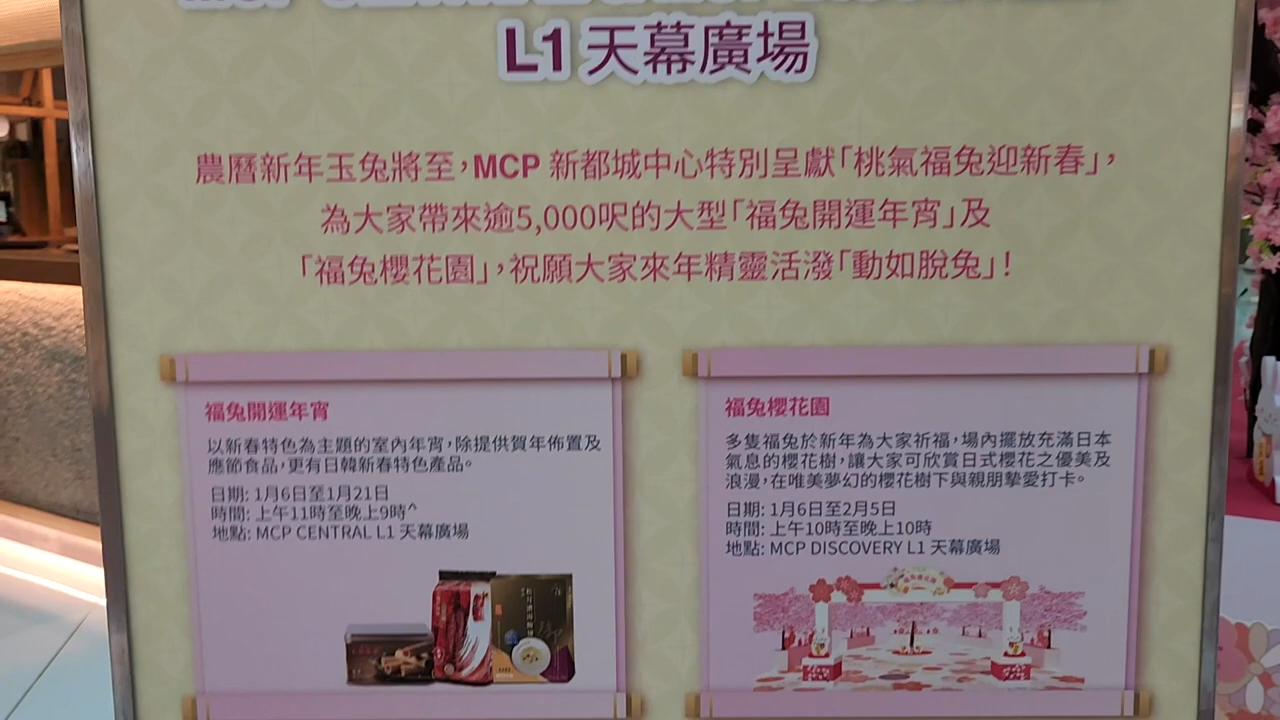 L1 天幕廣場
農曆新年玉兔將至，MCP 新都城中心特別呈獻「桃氣福兔迎新春」，
為大家帶來逾5,000呎的大型「福兔開運年宵」及
「福兔櫻花園」，祝願大家來年精靈活潑「動如脫兔」！
福兔開運年宵
以新春特色為主題的室內年宵，除提供賀年佈置及
應節食品，更有日韓新春特色產品。
日期: 1月6日至1月21日
時間: 上午11時至晚上9時^
地點: MCP CENTRAL L1 天幕廣場
福兔櫻花園
多隻福兔於新年為大家祈福，場內擺放充滿日本
氣息的櫻花樹，讓大家可欣賞日式櫻花之優美及
浪漫，在唯美夢幻的櫻花樹下與親朋摯愛打卡。
日期: 1月6日至2月5日
時間: 上午10時至晚上10時
地點: MCP DISCOVERY L1 天幕廣場